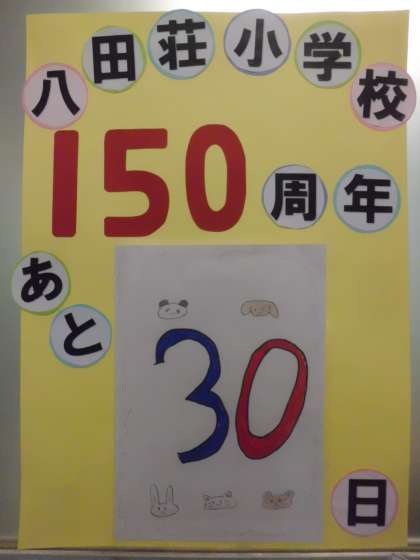 八田荘小学校
150周年
あと
30
日